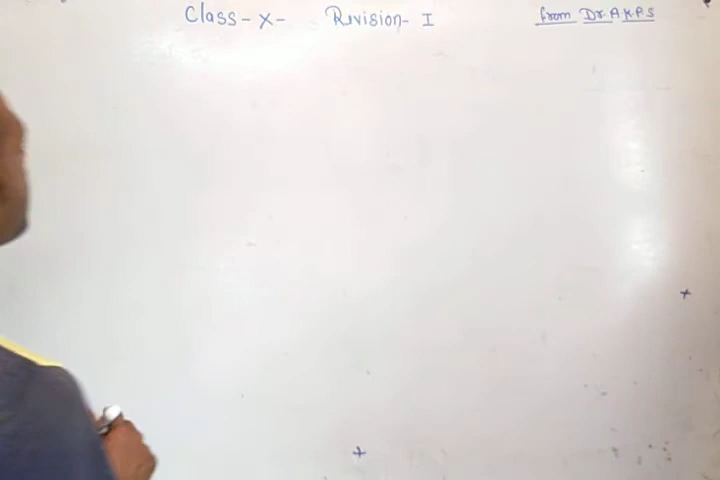 Class - X - Revision - I from Dr. A.K.P.S